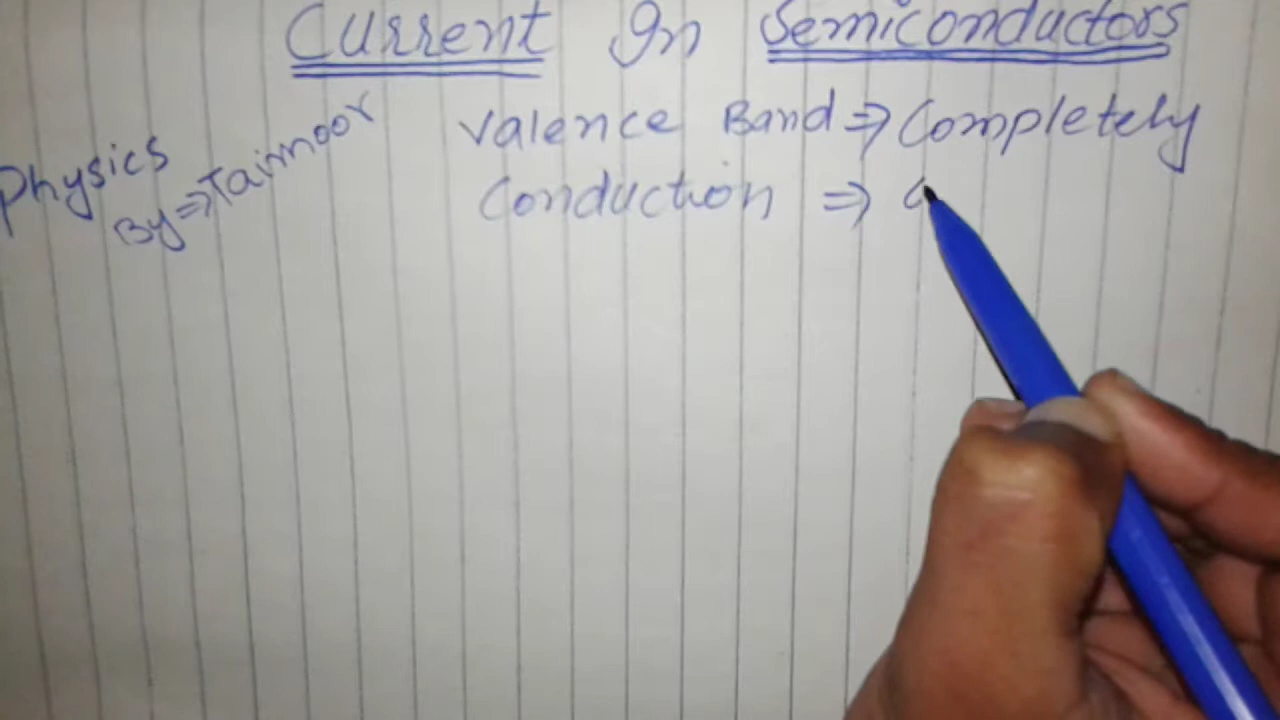 Current In Semiconductors
Valence Band ⇒ Completely
Conduction ⇒ C
Physics
By ⇒ Taimoor